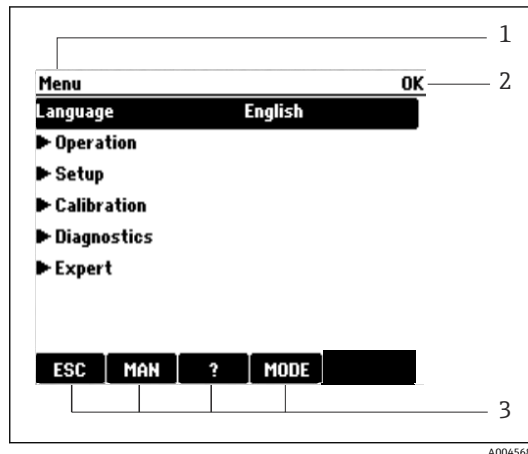 1
Menu OK 2
Language English
Operation
Setup
Calibration
Diagnostics
Expert
ESC MAN ? MODE
3